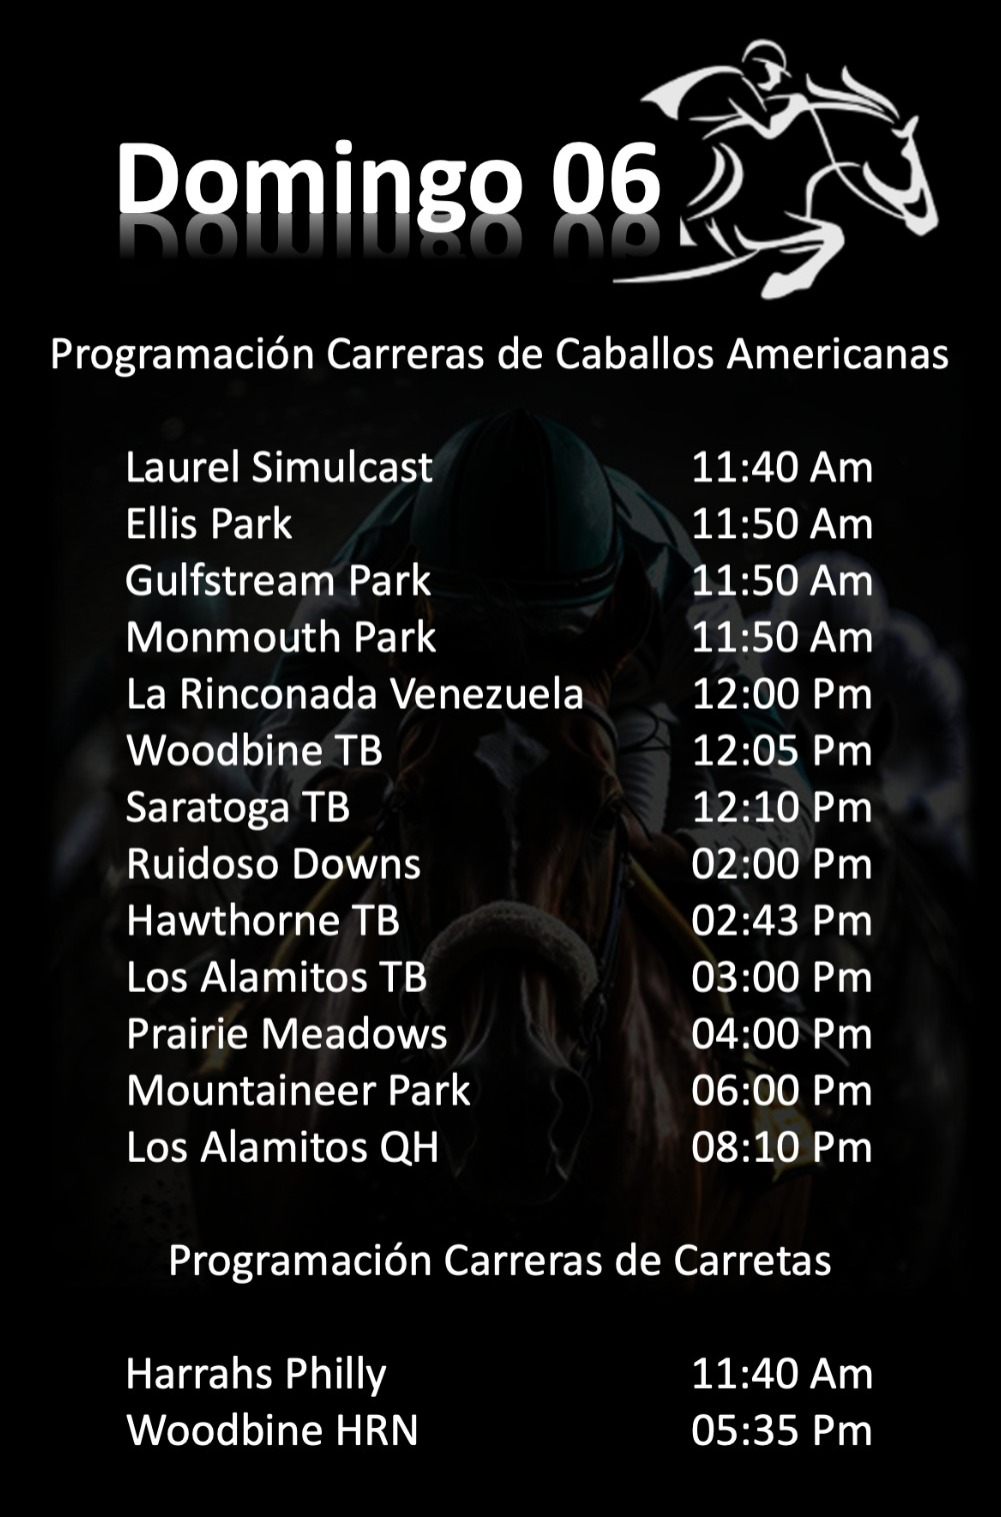 Domingo 06
Programación Carreras de Caballos Americanas
Laurel Simulcast 11:40 Am
Ellis Park 11:50 Am
Gulfstream Park 11:50 Am
Monmouth Park 11:50 Am
La Rinconada Venezuela 12:00 Pm
Woodbine TB 12:05 Pm
Saratoga TB 12:10 Pm
Ruidoso Downs 02:00 Pm
Hawthorne TB 02:43 Pm
Los Alamitos TB 03:00 Pm
Prairie Meadows 04:00 Pm
Mountaineer Park 06:00 Pm
Los Alamitos QH 08:10 Pm
Programación Carreras de Carretas
Harrahs Philly 11:40 Am
Woodbine HRN 05:35 Pm